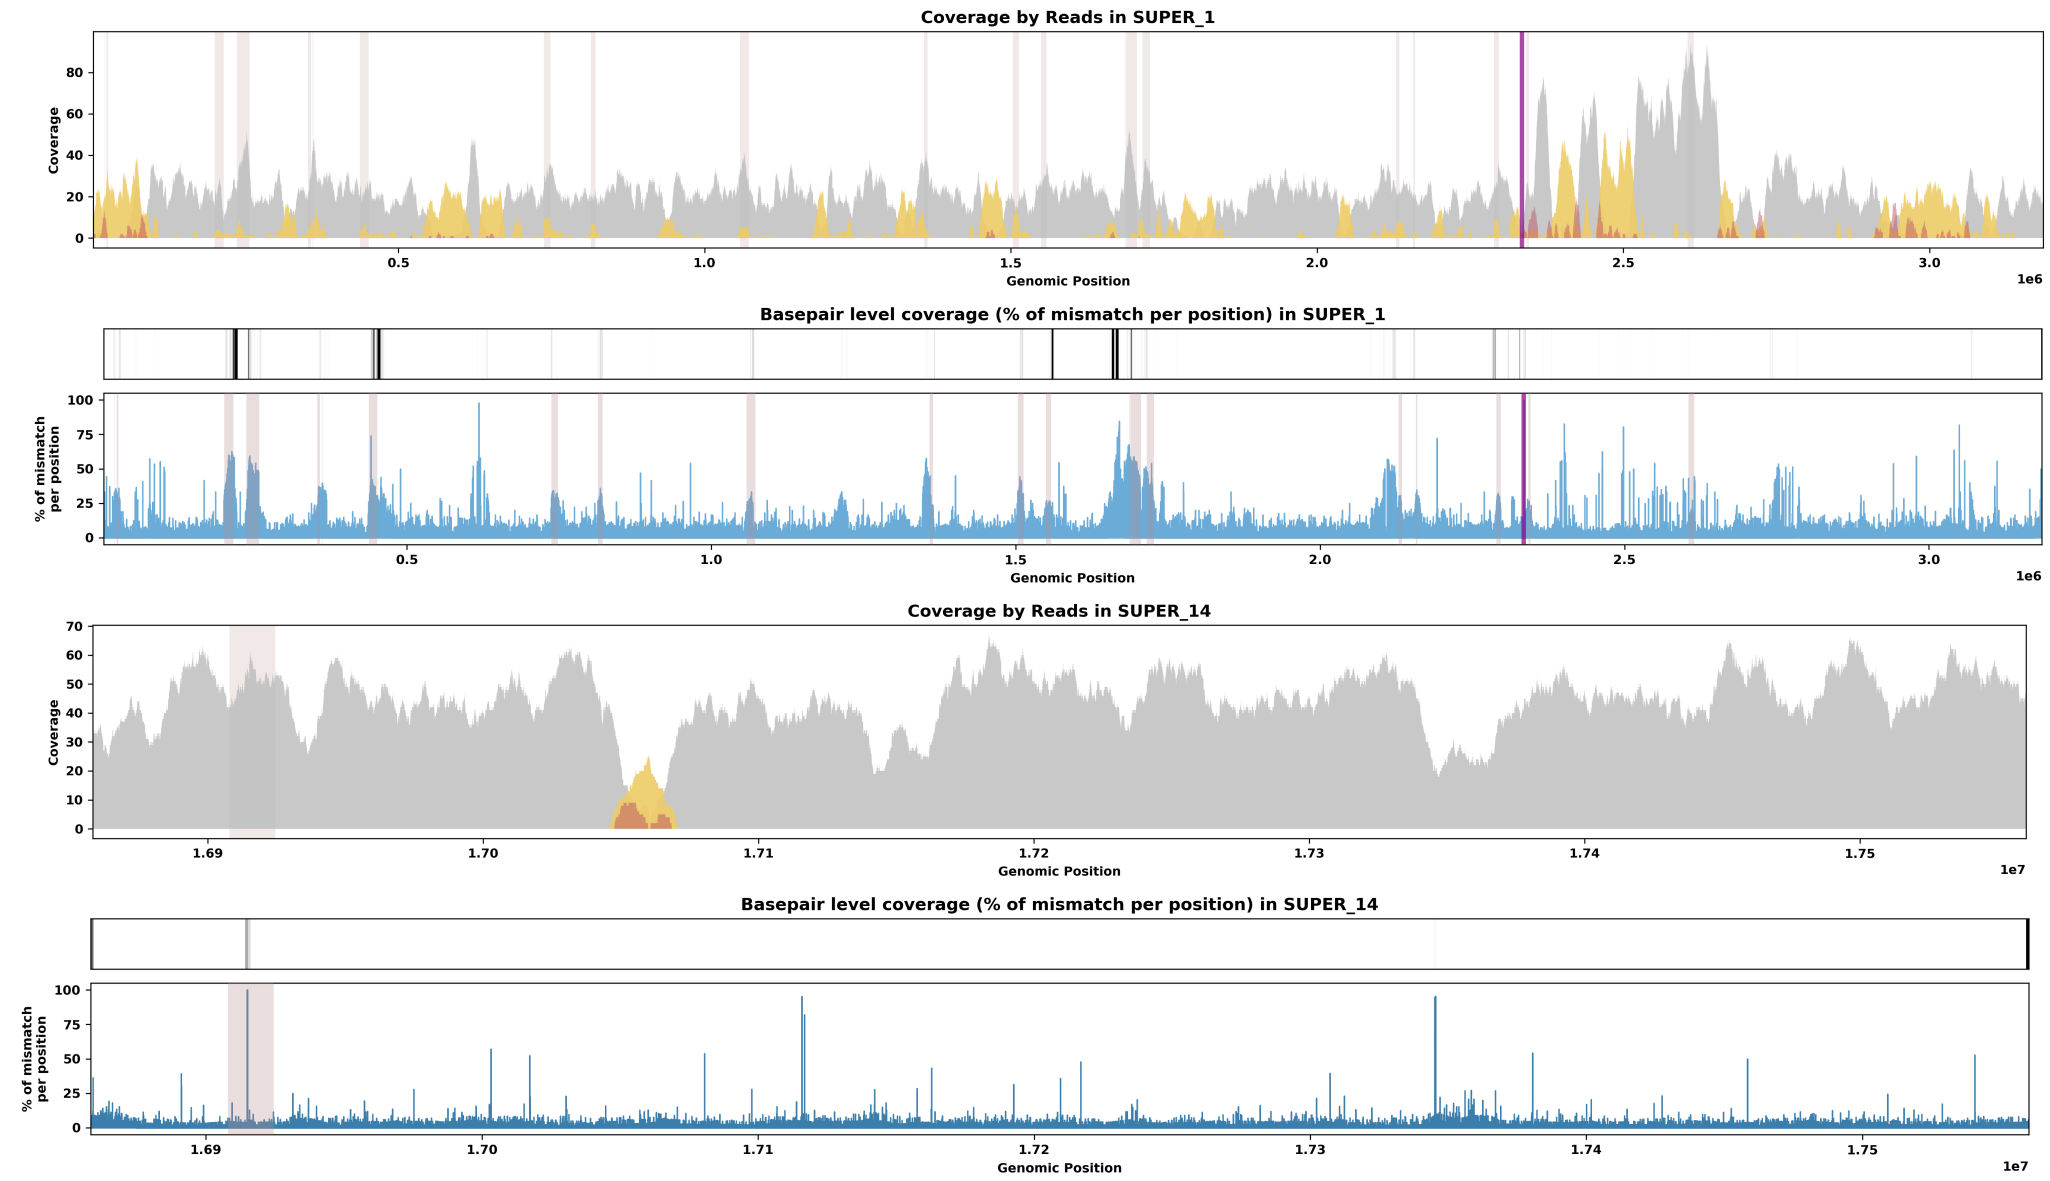 Coverage by Reads in SUPER_1
Coverage
80
60
40
20
0
0.5 1.0 1.5 2.0 2.5 3.0
Genomic Position
1e6
Basepair level coverage (% of mismatch per position) in SUPER_1
% of mismatch
per position
100
75
50
25
0
0.5 1.0 1.5 2.0 2.5 3.0
Genomic Position
1e6
Coverage by Reads in SUPER_14
Coverage
70
60
50
40
30
20
10
0
1.69 1.70 1.71 1.72 1.73 1.74 1.75
Genomic Position
1e7
Basepair level coverage (% of mismatch per position) in SUPER_14
% of mismatch
per position
100
75
50
25
0
1.69 1.70 1.71 1.72 1.73 1.74 1.75
Genomic Position
1e7